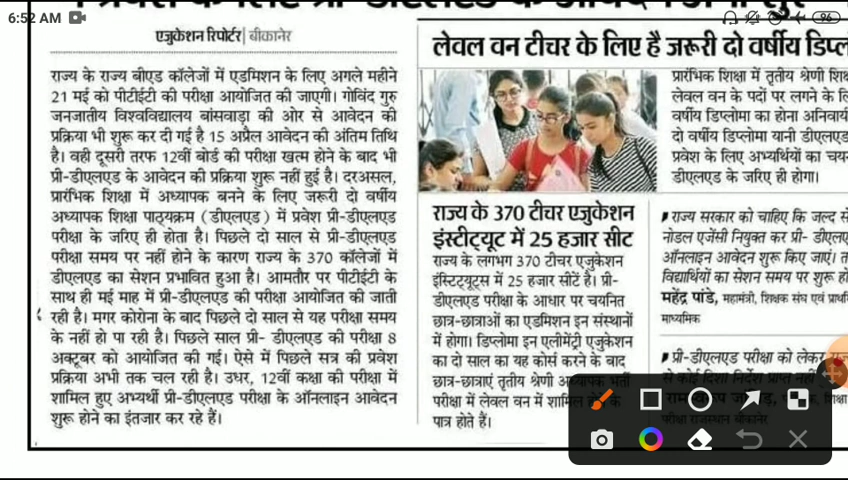 6:52 AM
96
एजुकेशन रिपोर्टर| बीकानेर
राज्य के राज्य बीएड कॉलेजों में एडमिशन के लिए अगले महीने
21 मई को पीटीईटी की परीक्षा आयोजित की जाएगी। गोविंद गुरु
जनजातीय विश्वविद्यालय बांसवाड़ा की ओर से आवेदन की
प्रक्रिया भी शुरू कर दी गई है 15 अप्रैल आवेदन की अंतिम तिथि
है। वही दूसरी तरफ 12वीं बोर्ड की परीक्षा खत्म होने के बाद भी
प्री-डीएलएड के आवेदन की प्रक्रिया शुरू नहीं हुई है। दरअसल,
प्रारंभिक शिक्षा में अध्यापक बनने के लिए जरूरी दो वर्षीय
अध्यापक शिक्षा पाठ्यक्रम (डीएलएड) में प्रवेश प्री-डीएलएड
परीक्षा के जरिए ही होता है। पिछले दो साल से प्री-डीएलएड
परीक्षा समय पर नहीं होने के कारण राज्य के 370 कॉलेजों में
डीएलएड का सेशन प्रभावित हुआ है। आमतौर पर पीटीईटी के
साथ ही मई माह में प्री-डीएलएड की परीक्षा आयोजित की जाती
रही है। मगर कोरोना के बाद पिछले दो साल से यह परीक्षा समय
के नहीं हो पा रही है। पिछले साल प्री- डीएलएड की परीक्षा 8
अक्टूबर को आयोजित की गई। ऐसे में पिछले सत्र की प्रवेश
प्रक्रिया अभी तक चल रही है। उधर, 12वीं कक्षा की परीक्षा में
शामिल हुए अभ्यर्थी प्री-डीएलएड परीक्षा के ऑनलाइन आवेदन
शुरू होने का इंतजार कर रहे हैं।
लेवल वन टीचर के लिए है जरूरी दो वर्षीय
प्रारंभिक शिक्षा में तृतीय श्रेणी
लेवल वन के पदों पर लगने के
वर्षीय डिप्लोमा का होना
दो वर्षीय डिप्लोमा यानी डीएलएड
प्रवेश के लिए अभ्यर्थियों का
डीएलएड के जरिए ही होगा।
राज्य के 370 टीचर एजुकेशन
इंस्टीट्यूट में 25 हजार सीट
राज्य के लगभग 370 टीचर एजुकेशन
इंस्टिट्यूट्स में 25 हजार सीटें है। प्री-
डीएलएड परीक्षा के आधार पर चयनित
छात्र-छात्राओं का एडमिशन इन संस्थानों
में होगा। डिप्लोमा इन एलीमेंट्री एजुकेशन
का दो साल का यह कोर्स करने के बाद
छात्र-छात्राएं तृतीय श्रेणी अध्यापक भर्ती
परीक्षा में लेवल वन में शामिल होने के
पात्र होते हैं।
राज्य सरकार को चाहिए कि जल्द से
नोडल एजेंसी नियुक्त कर प्री- डीएलएड
ऑनलाइन आवेदन शुरू किए जाएं।
विद्यार्थियों का सेशन समय पर शुरू
महेंद्र पांडे, महामंत्री, शिक्षक संघ एवं
माध्यमिक
प्री-डीएलएड परीक्षा को लेकर
से कोई दिशा निर्देश प्राप्त नहीं
परीक्षा राजस्थान बीकानेर